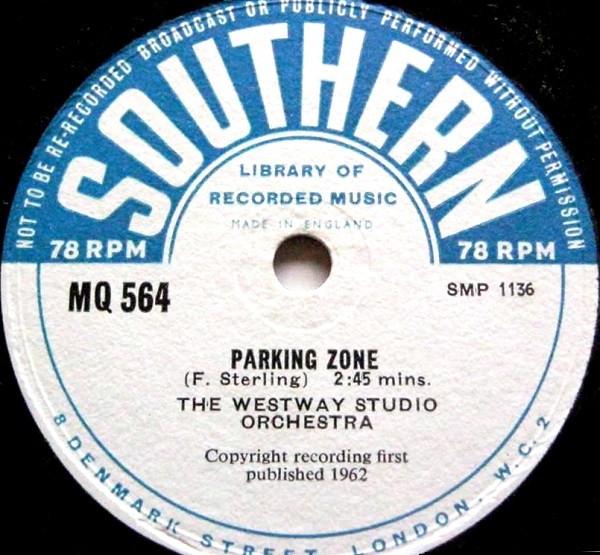 NOT TO BE RE-RECORDED BROADCAST OR PUBLICLY PERFORMED WITHOUT PERMISSION
SOUTHERN
LIBRARY OF
RECORDED MUSIC
MADE IN ENGLAND
78 RPM 78 RPM
MQ 564 SMP 1136
PARKING ZONE
(F. Sterling) 2:45 mins.
THE WESTWAY STUDIO
ORCHESTRA
Copyright recording first
published 1962
8 DENMARK STREET, LONDON, W.C. 2